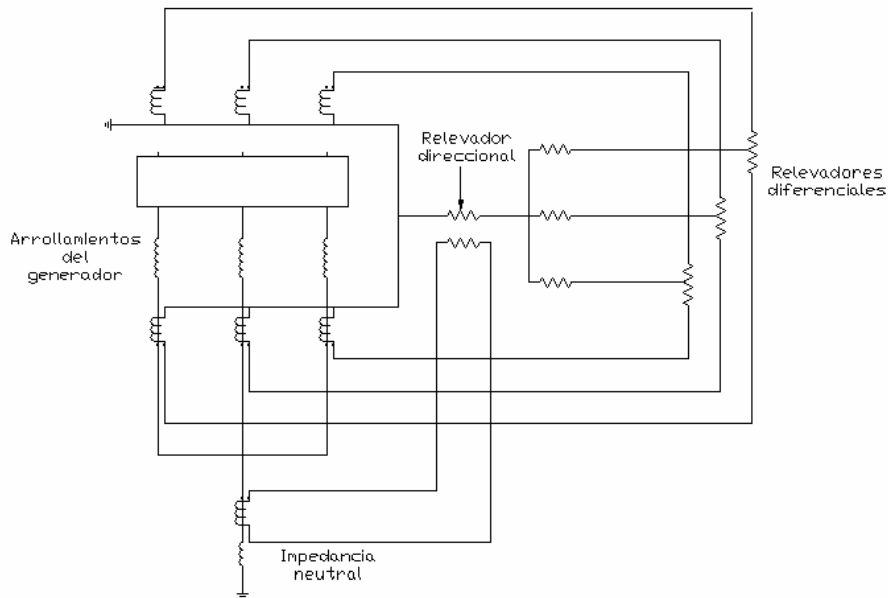 Relevador
direccional
Relevadores
diferenciales
Arrollamientos
del
generador
Impedancia
neutral